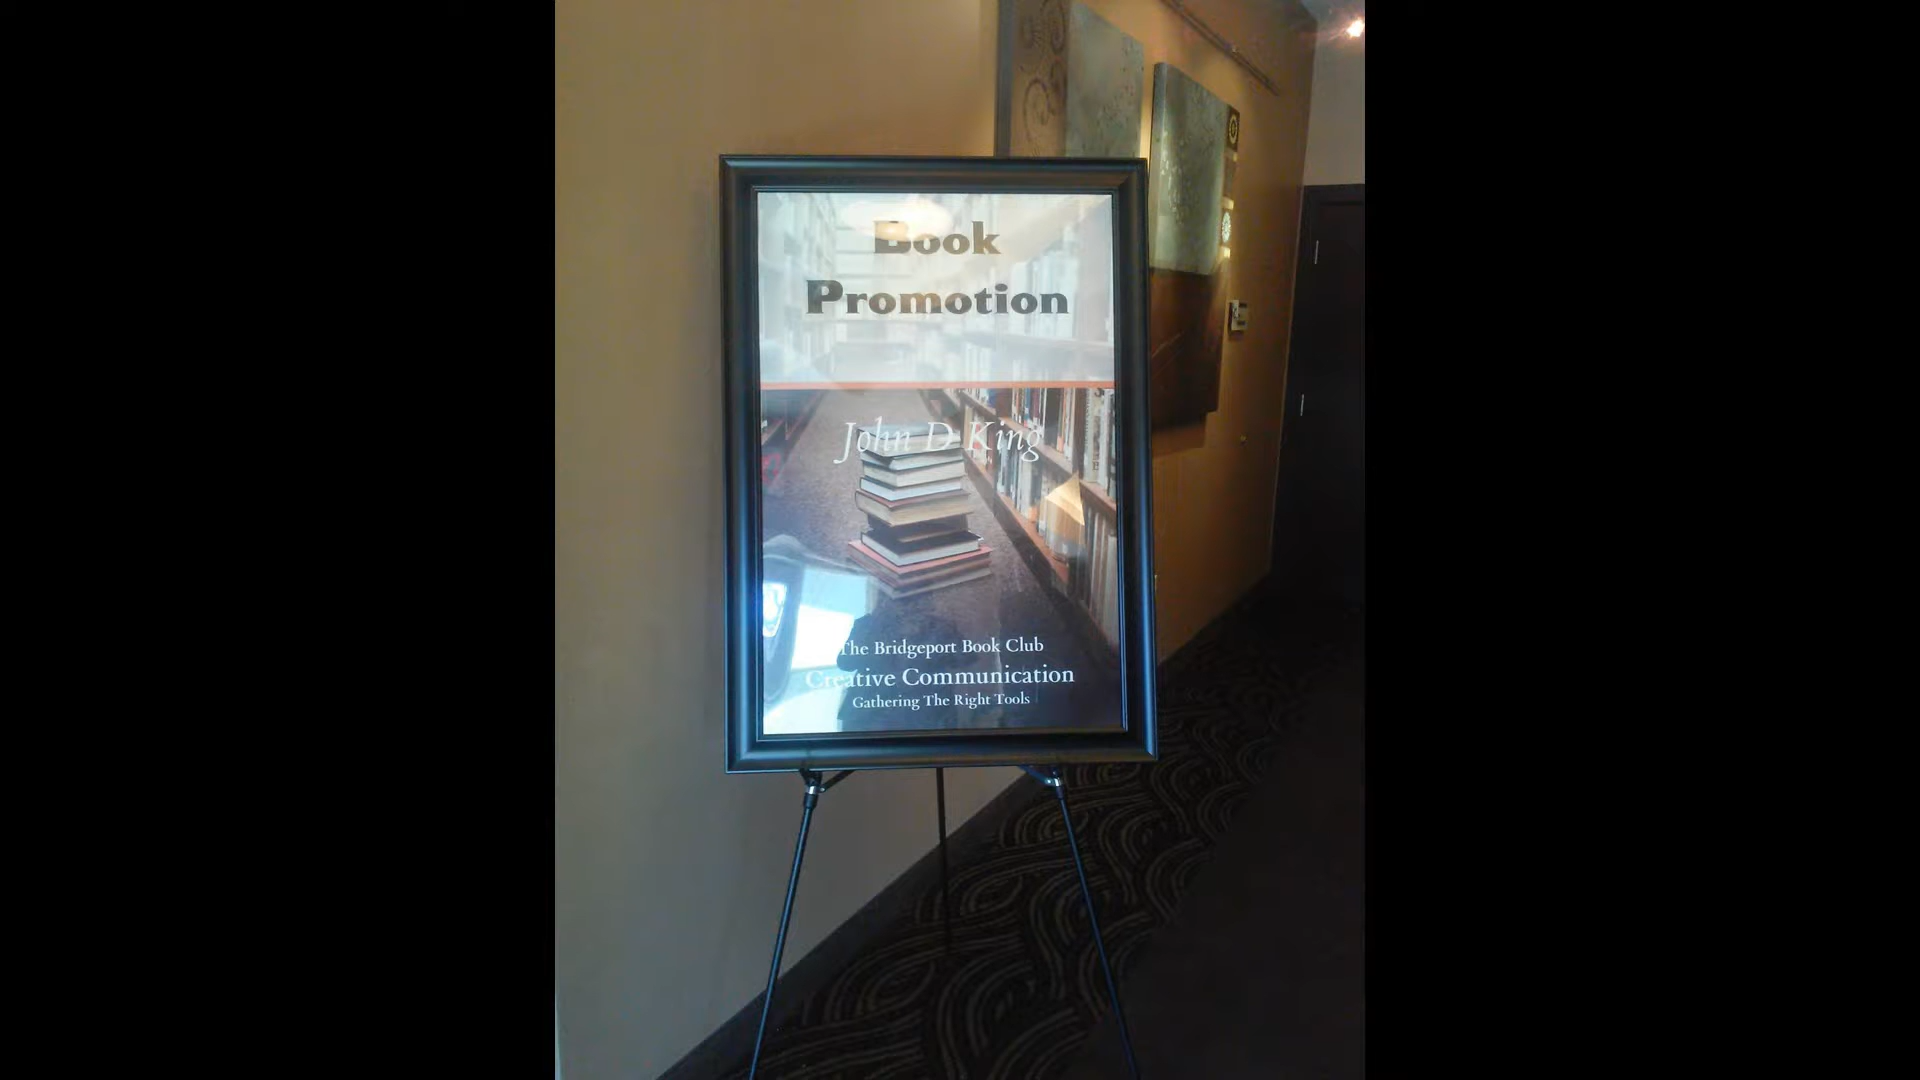 Book
Promotion
John D King
The Bridgeport Book Club
Creative Communication
Gathering The Right Tools